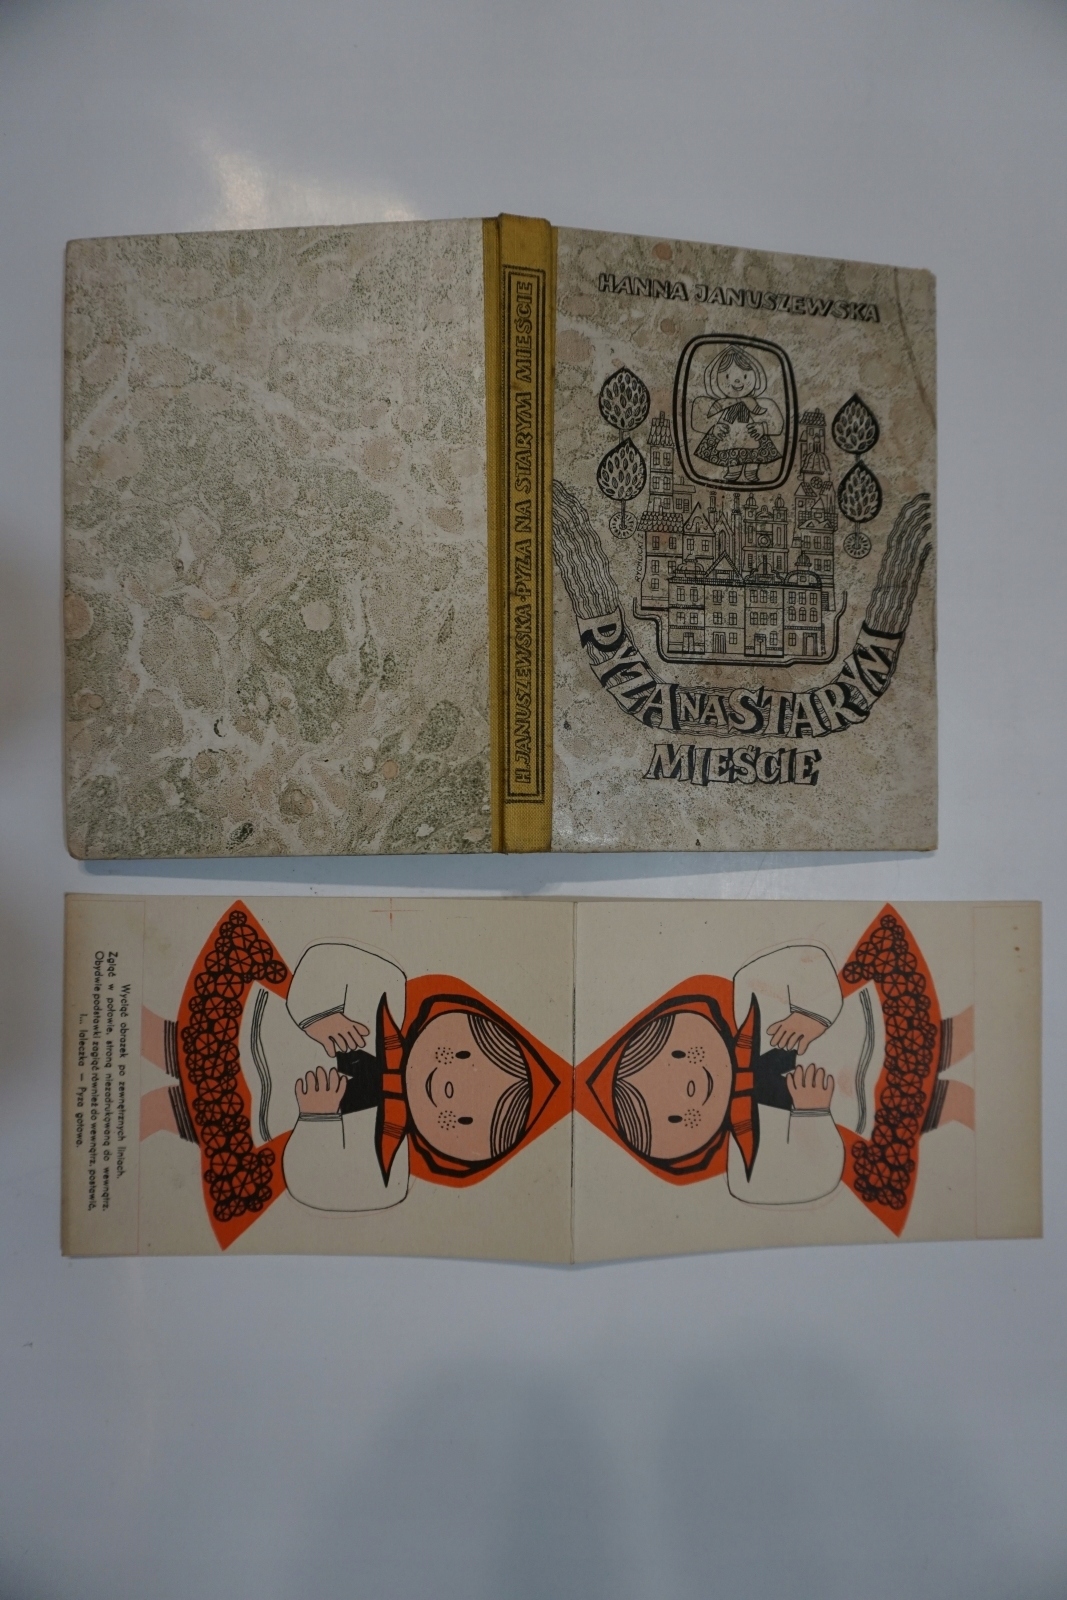 HANNA JANUSZEWSKA
RYCHLICKI Z.
PYZA NA STARYM
MIEŚCIE
H. JANUSZEWSKA • PYZA NA STARYM MIEŚCIE
Wyciąć obrazek po zewnętrznych liniach.
Zgiąć w połowie, stroną niezadrukowaną do wewnątrz.
Obydwie podstawki zagiąć również do wewnątrz, postawić,
i... laleczka — Pyza gotowa.